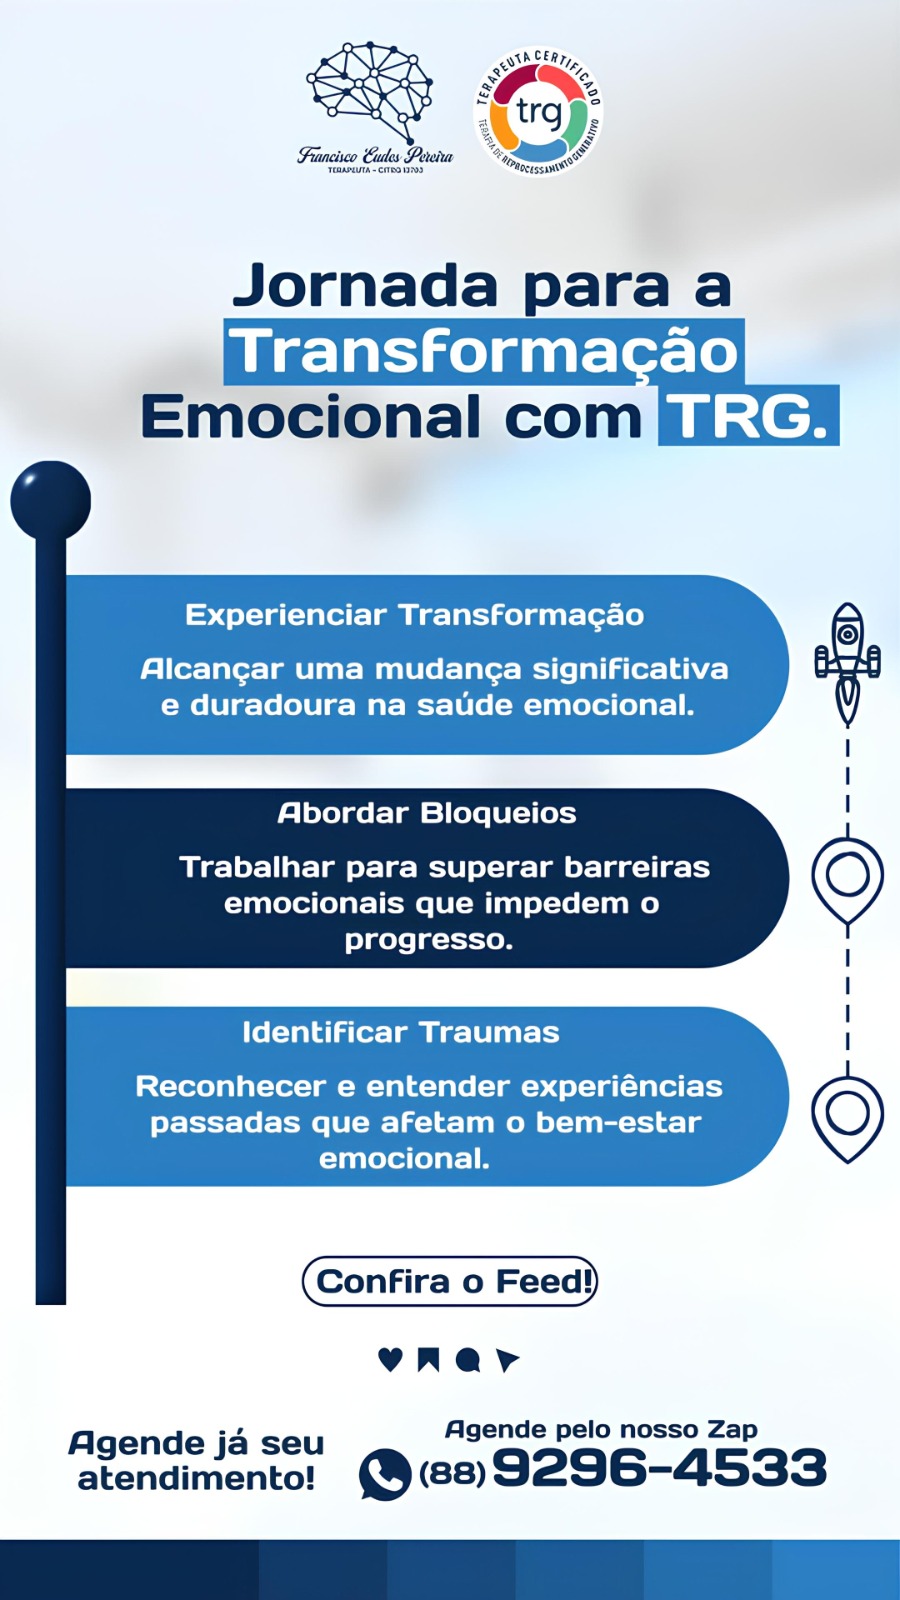 Francisco Eudes Pereira
TERAPEUTA - CITRG 13703
TERAPEUTA CERTIFICADO
trg
TERAPIA DE REPROCESSAMENTO GENERATIVO
Jornada para a
Transformação
Emocional com TRG.
Experienciar Transformação
Alcançar uma mudança significativa
e duradoura na saúde emocional.
Abordar Bloqueios
Trabalhar para superar barreiras
emocionais que impedem o
progresso.
Identificar Traumas
Reconhecer e entender experiências
passadas que afetam o bem-estar
emocional.
Confira o Feed!
Agende já seu
atendimento!
Agende pelo nosso Zap
(88) 9296-4533